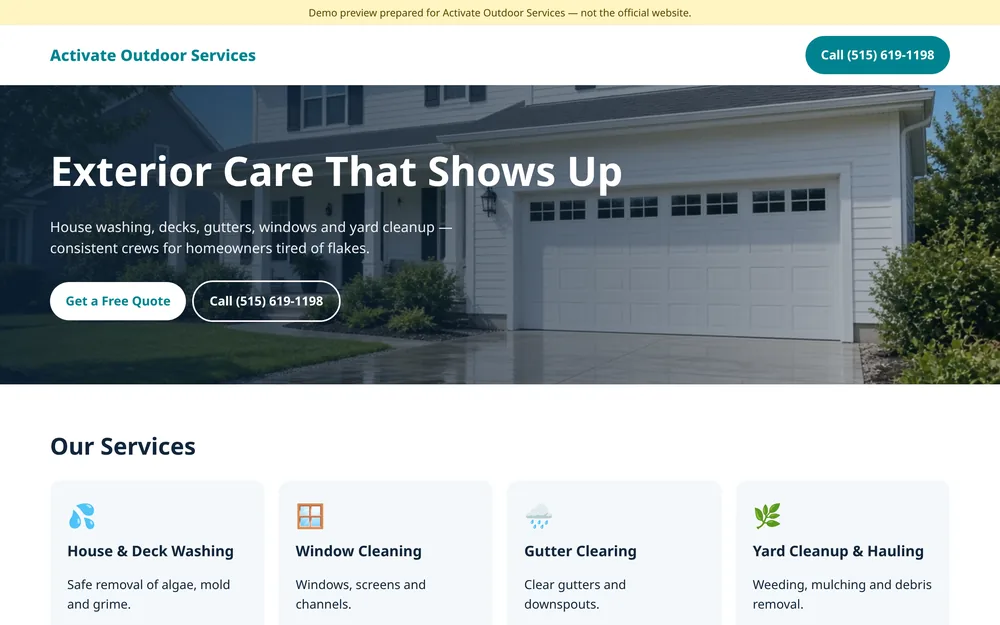 Demo preview prepared for Activate Outdoor Services — not the official website.
Activate Outdoor Services
Call (515) 619-1198
Exterior Care That Shows Up
House washing, decks, gutters, windows and yard cleanup —
consistent crews for homeowners tired of flakes.
Get a Free Quote
Call (515) 619-1198
Our Services
House & Deck Washing
Safe removal of algae, mold
and grime.
Window Cleaning
Windows, screens and
channels.
Gutter Clearing
Clear gutters and
downspouts.
Yard Cleanup & Hauling
Weeding, mulching and debris
removal.